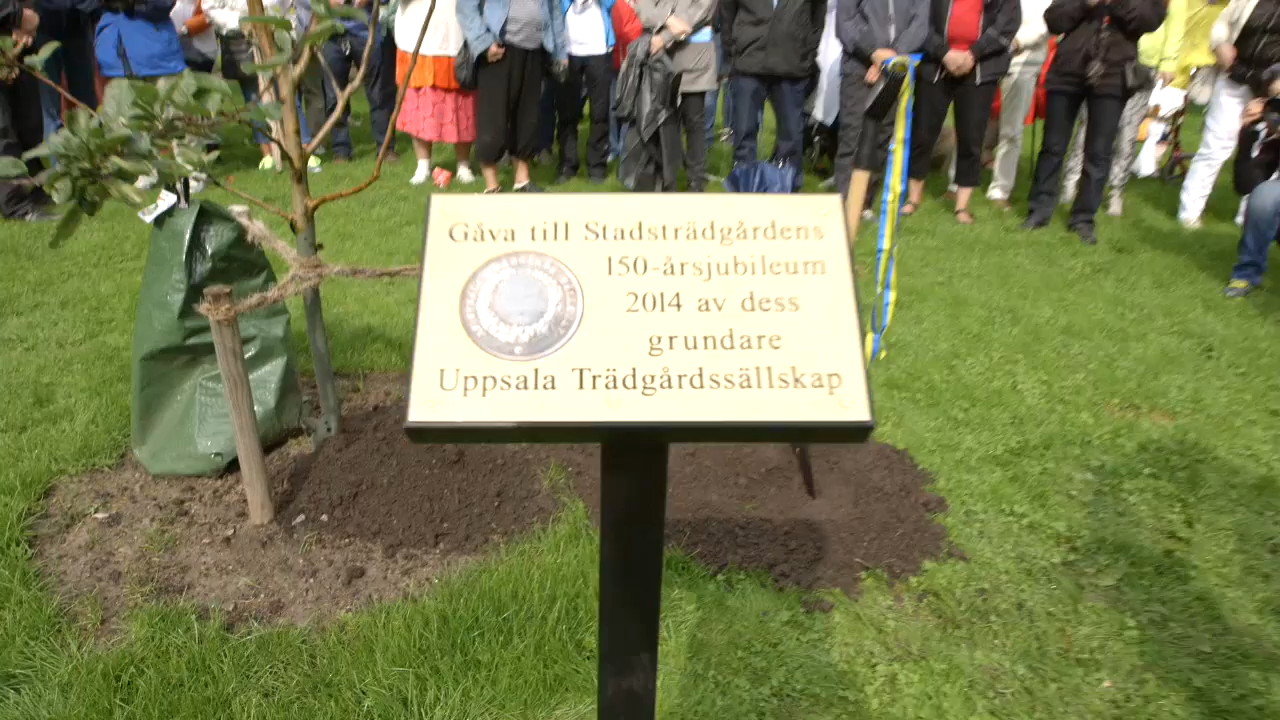 Gåva till Stadsträdgårdens
150-årsjubileum
2014 av dess
grundare
Uppsala Trädgårdssällskap